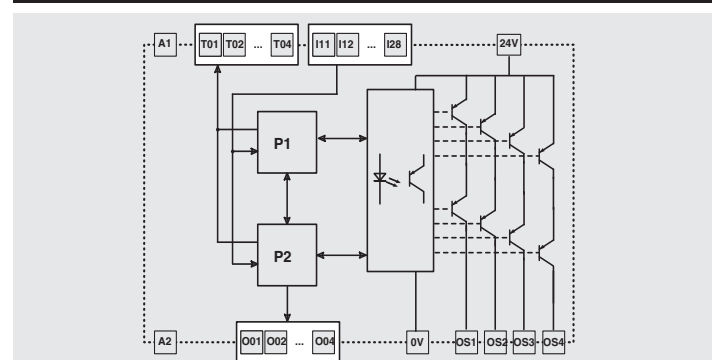 A1 T01 T02 ... T04 I11 I12 ... I28 24V
P1
P2
A2 O01 O02 ... O04 0V OS1 OS2 OS3 OS4